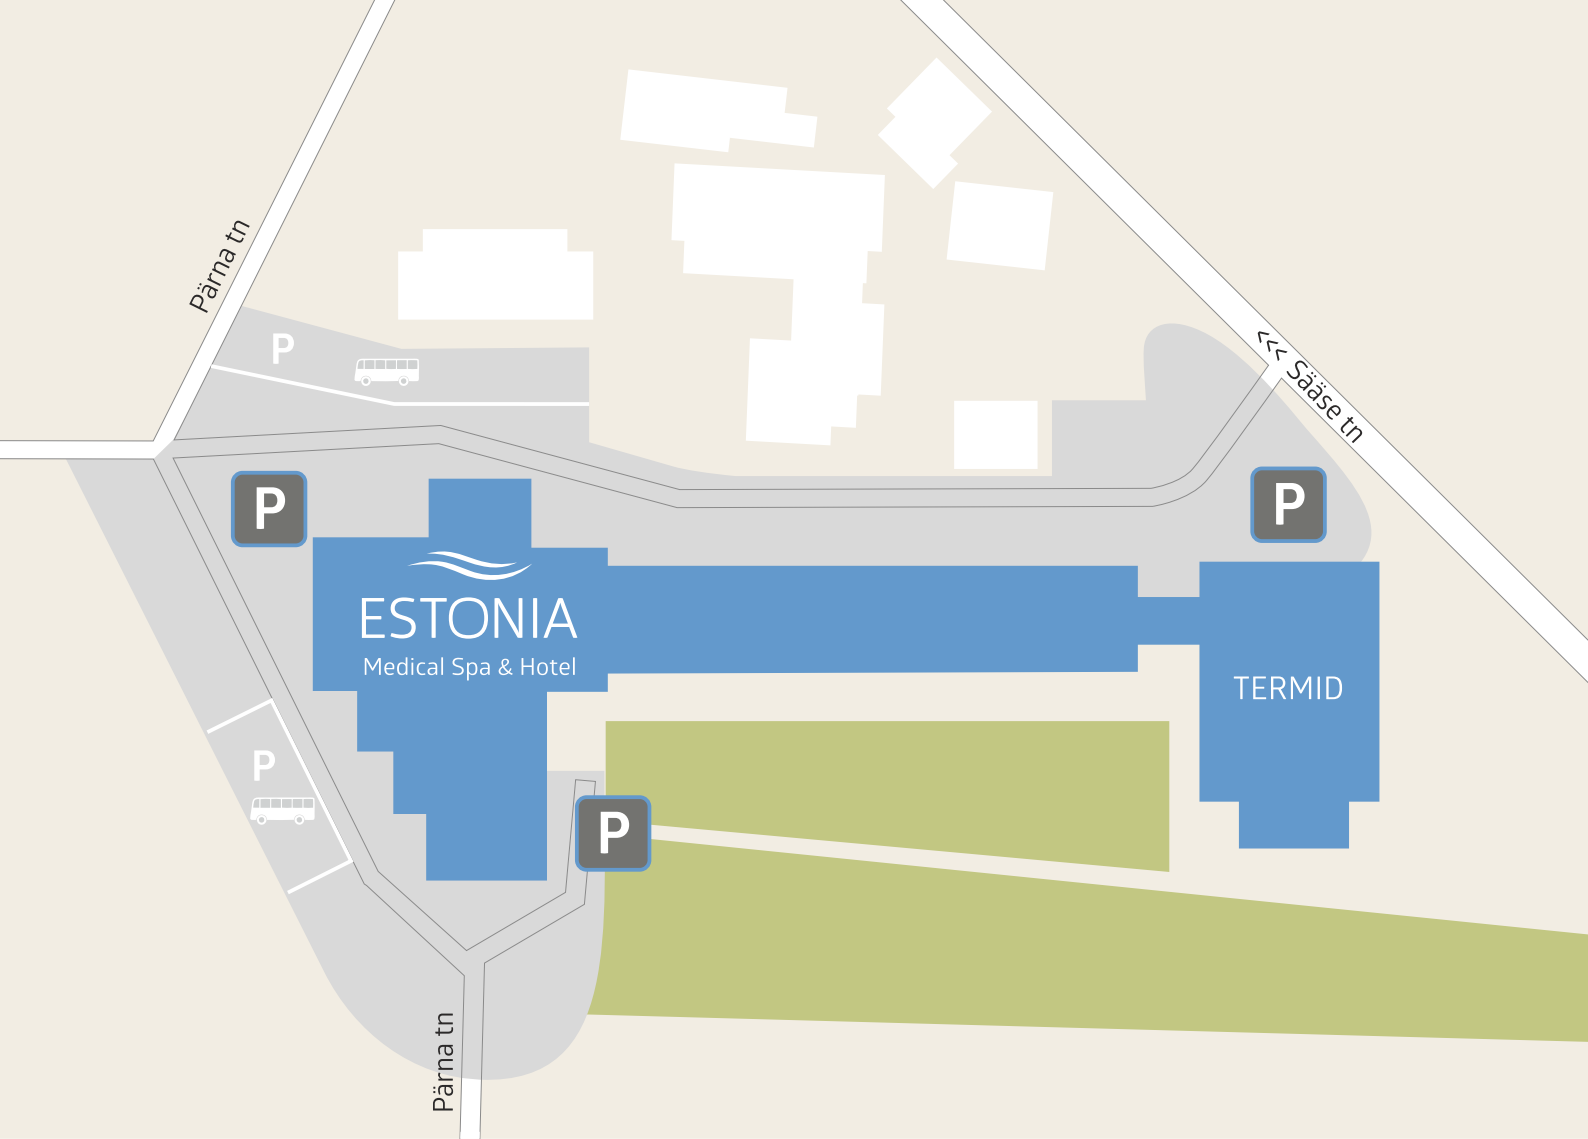 Pärna tn
P
<<< Sääse tn
P
P
ESTONIA
Medical Spa & Hotel
TERMID
P
P
Pärna tn